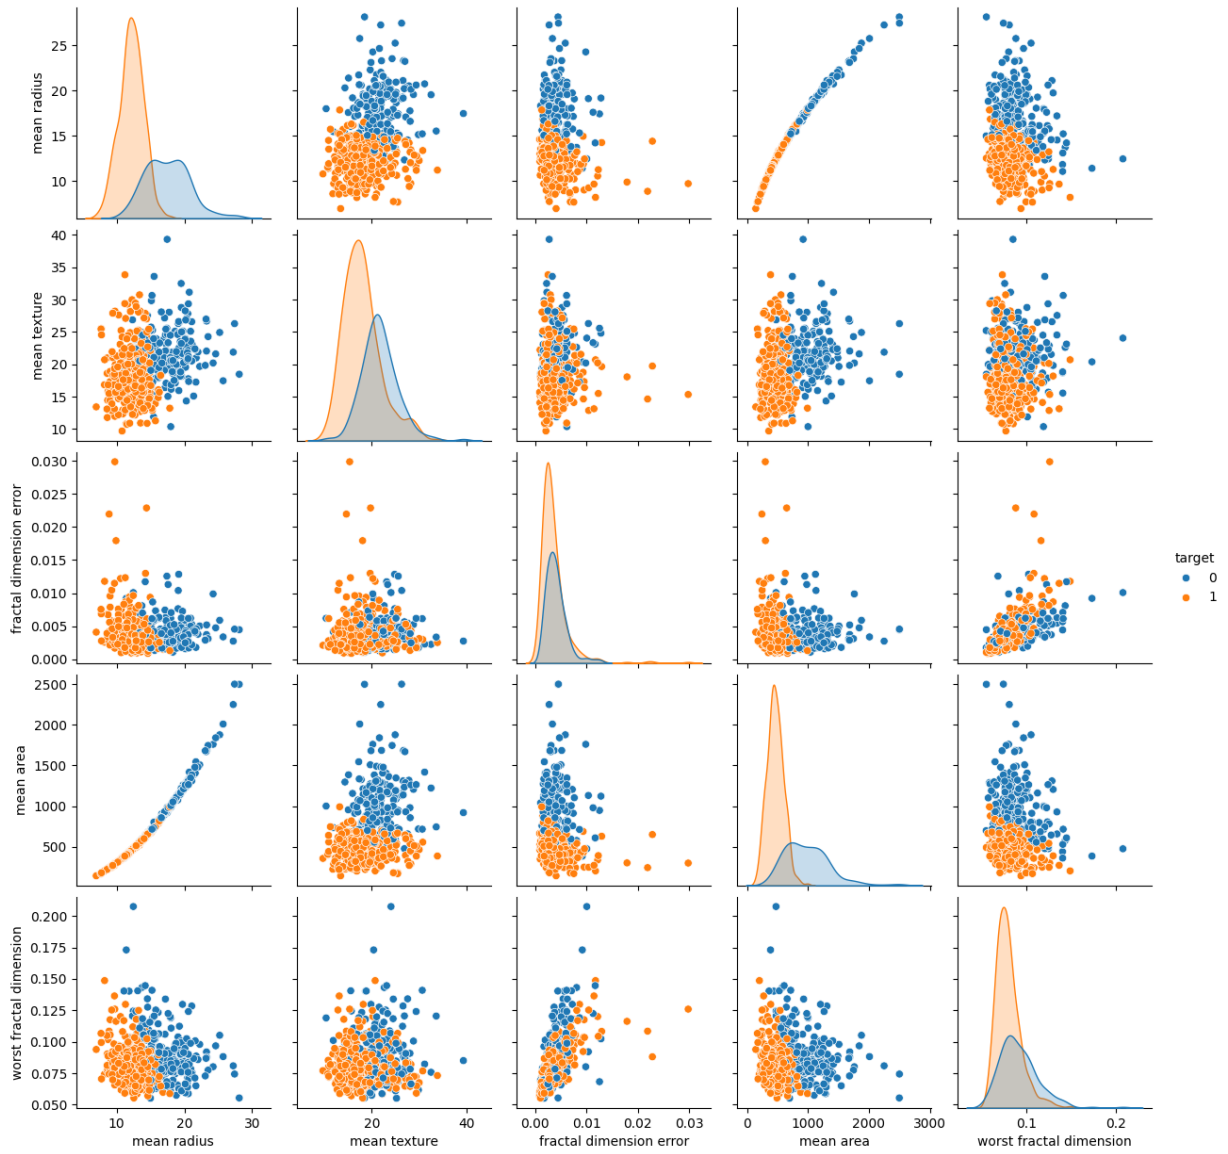 mean radius
25
20
15
10
mean texture
40
35
30
25
20
15
10
fractal dimension error
0.030
0.025
0.020
0.015
0.010
0.005
0.000
target
0
1
mean area
2500
2000
1500
1000
500
worst fractal dimension
0.200
0.175
0.150
0.125
0.100
0.075
0.050
10 20 30
20 40
0.00 0.01 0.02 0.03
0 1000 2000 3000
0.1 0.2
mean radius
mean texture
fractal dimension error
mean area
worst fractal dimension